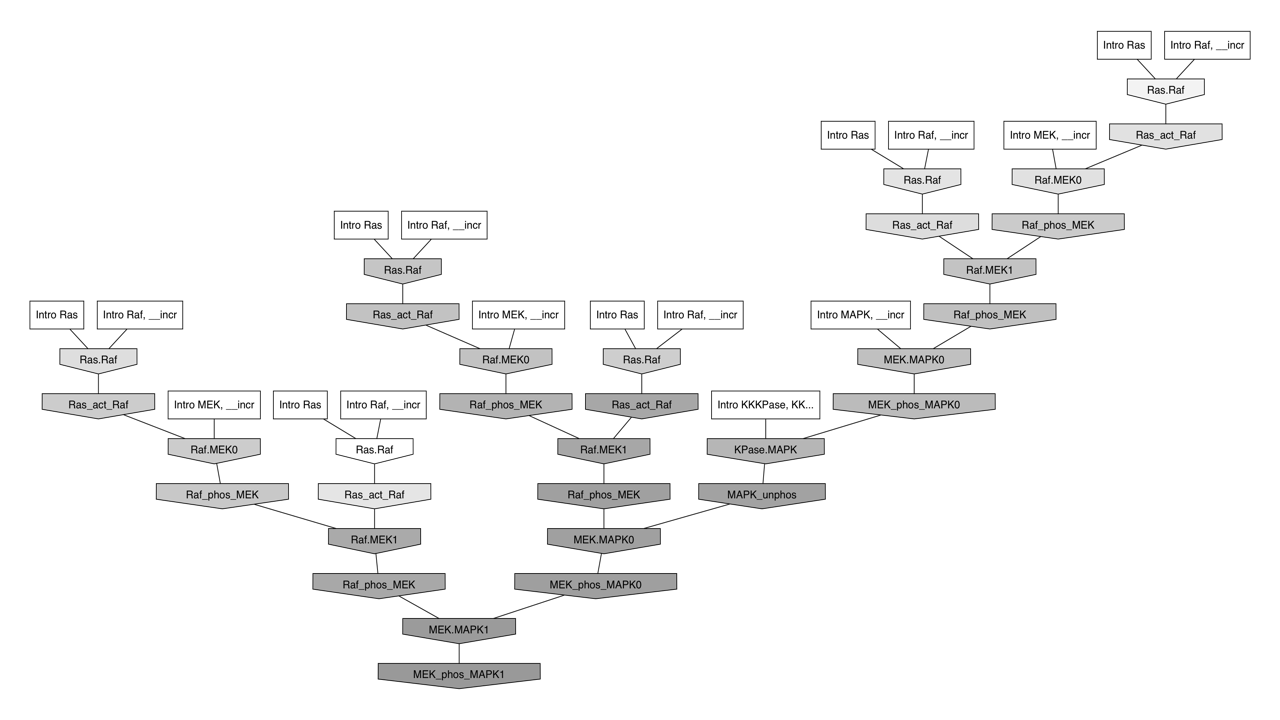 Intro Ras
Intro Raf, __incr
Ras.Raf
Intro Ras
Intro Raf, __incr
Intro MEK, __incr
Ras_act_Raf
Ras.Raf
Raf.MEK0
Intro Ras
Intro Raf, __incr
Ras_act_Raf
Raf_phos_MEK
Ras.Raf
Raf.MEK1
Intro Ras
Intro Raf, __incr
Ras_act_Raf
Intro MEK, __incr
Intro Ras
Intro Raf, __incr
Intro MAPK, __incr
Raf_phos_MEK
Ras.Raf
Raf.MEK0
Ras.Raf
MEK.MAPK0
Ras_act_Raf
Intro MEK, __incr
Intro Ras
Intro Raf, __incr
Raf_phos_MEK
Ras_act_Raf
Intro KKKPase, KK...
MEK_phos_MAPK0
Raf.MEK0
Ras.Raf
Raf.MEK1
KPase.MAPK
Raf_phos_MEK
Ras_act_Raf
Raf_phos_MEK
MAPK_unphos
Raf.MEK1
MEK.MAPK0
Raf_phos_MEK
MEK_phos_MAPK0
MEK.MAPK1
MEK_phos_MAPK1